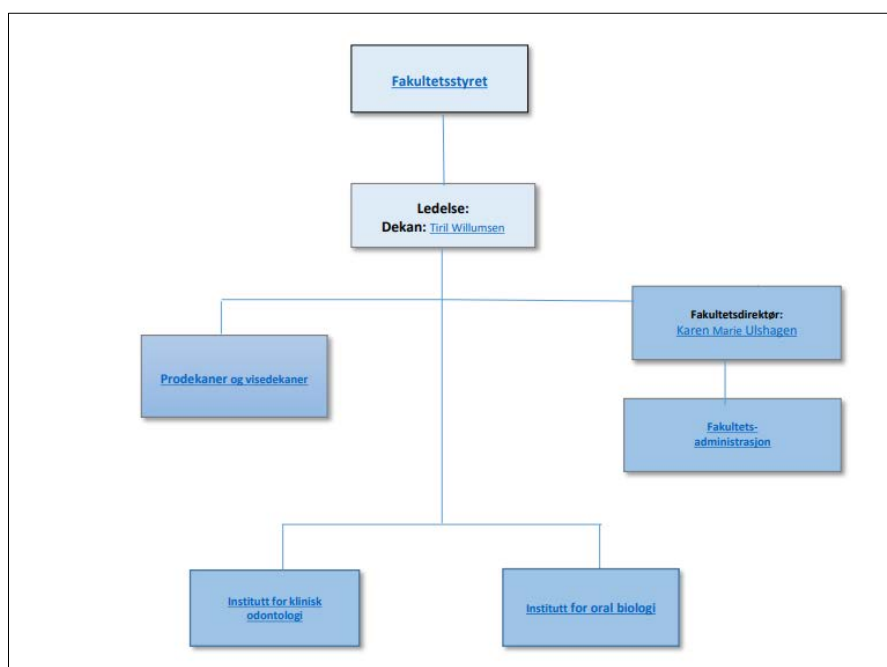 Fakultetsstyret
Ledelse:
Dekan: Tiril Willumsen
Fakultetsdirektør:
Karen Marie Ulshagen
Prodekaner og visedekaner
Fakultets-
administrasjon
Institutt for klinisk
odontologi
Institutt for oral biologi